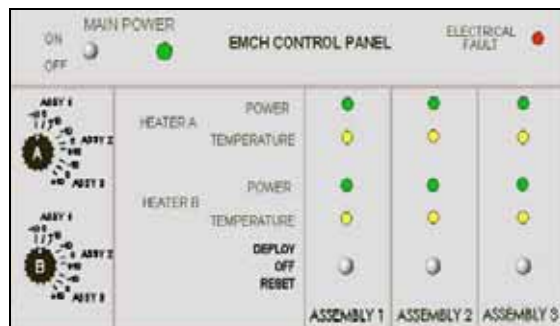 MAIN POWER
ON
OFF
EMCH CONTROL PANEL
ELECTRICAL
FAULT
ASSY 1
ASSY 2
ASSY 3
A
HEATER A
POWER
TEMPERATURE
HEATER B
POWER
TEMPERATURE
ASSY 1
ASSY 2
ASSY 3
B
DEPLOY
OFF
RESET
ASSEMBLY 1
ASSEMBLY 2
ASSEMBLY 3